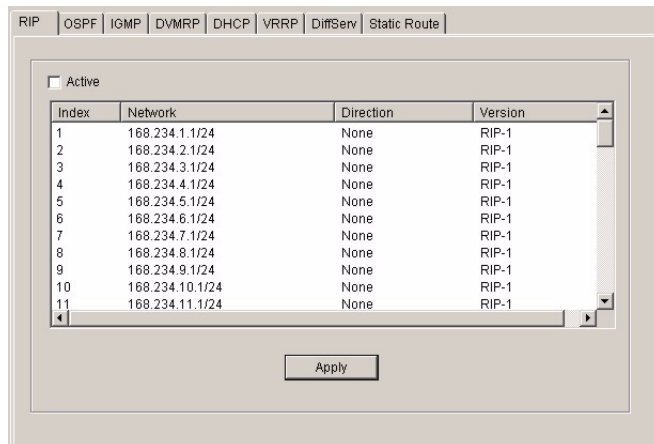 RIP OSPF IGMP DVMRP DHCP VRRP DiffServ Static Route
Active
Index Network Direction Version
1 168.234.1.1/24 None RIP-1
2 168.234.2.1/24 None RIP-1
3 168.234.3.1/24 None RIP-1
4 168.234.4.1/24 None RIP-1
5 168.234.5.1/24 None RIP-1
6 168.234.6.1/24 None RIP-1
7 168.234.7.1/24 None RIP-1
8 168.234.8.1/24 None RIP-1
9 168.234.9.1/24 None RIP-1
10 168.234.10.1/24 None RIP-1
11 168.234.11.1/24 None RIP-1
Apply